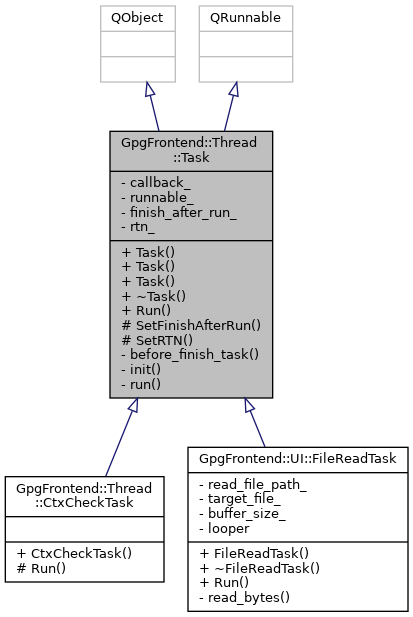 QObject
QRunnable
GpgFrontend::Thread
::Task
- callback_
- runnable_
- finish_after_run_
- rtn_
+ Task()
+ Task()
+ Task()
+ ~Task()
+ Run()
# SetFinishAfterRun()
# SetRTN()
- before_finish_task()
- init()
- run()
GpgFrontend::Thread
::CtxCheckTask
+ CtxCheckTask()
# Run()
GpgFrontend::UI::FileReadTask
- read_file_path_
- target_file_
- buffer_size_
- looper
+ FileReadTask()
+ ~FileReadTask()
+ Run()
- read_bytes()